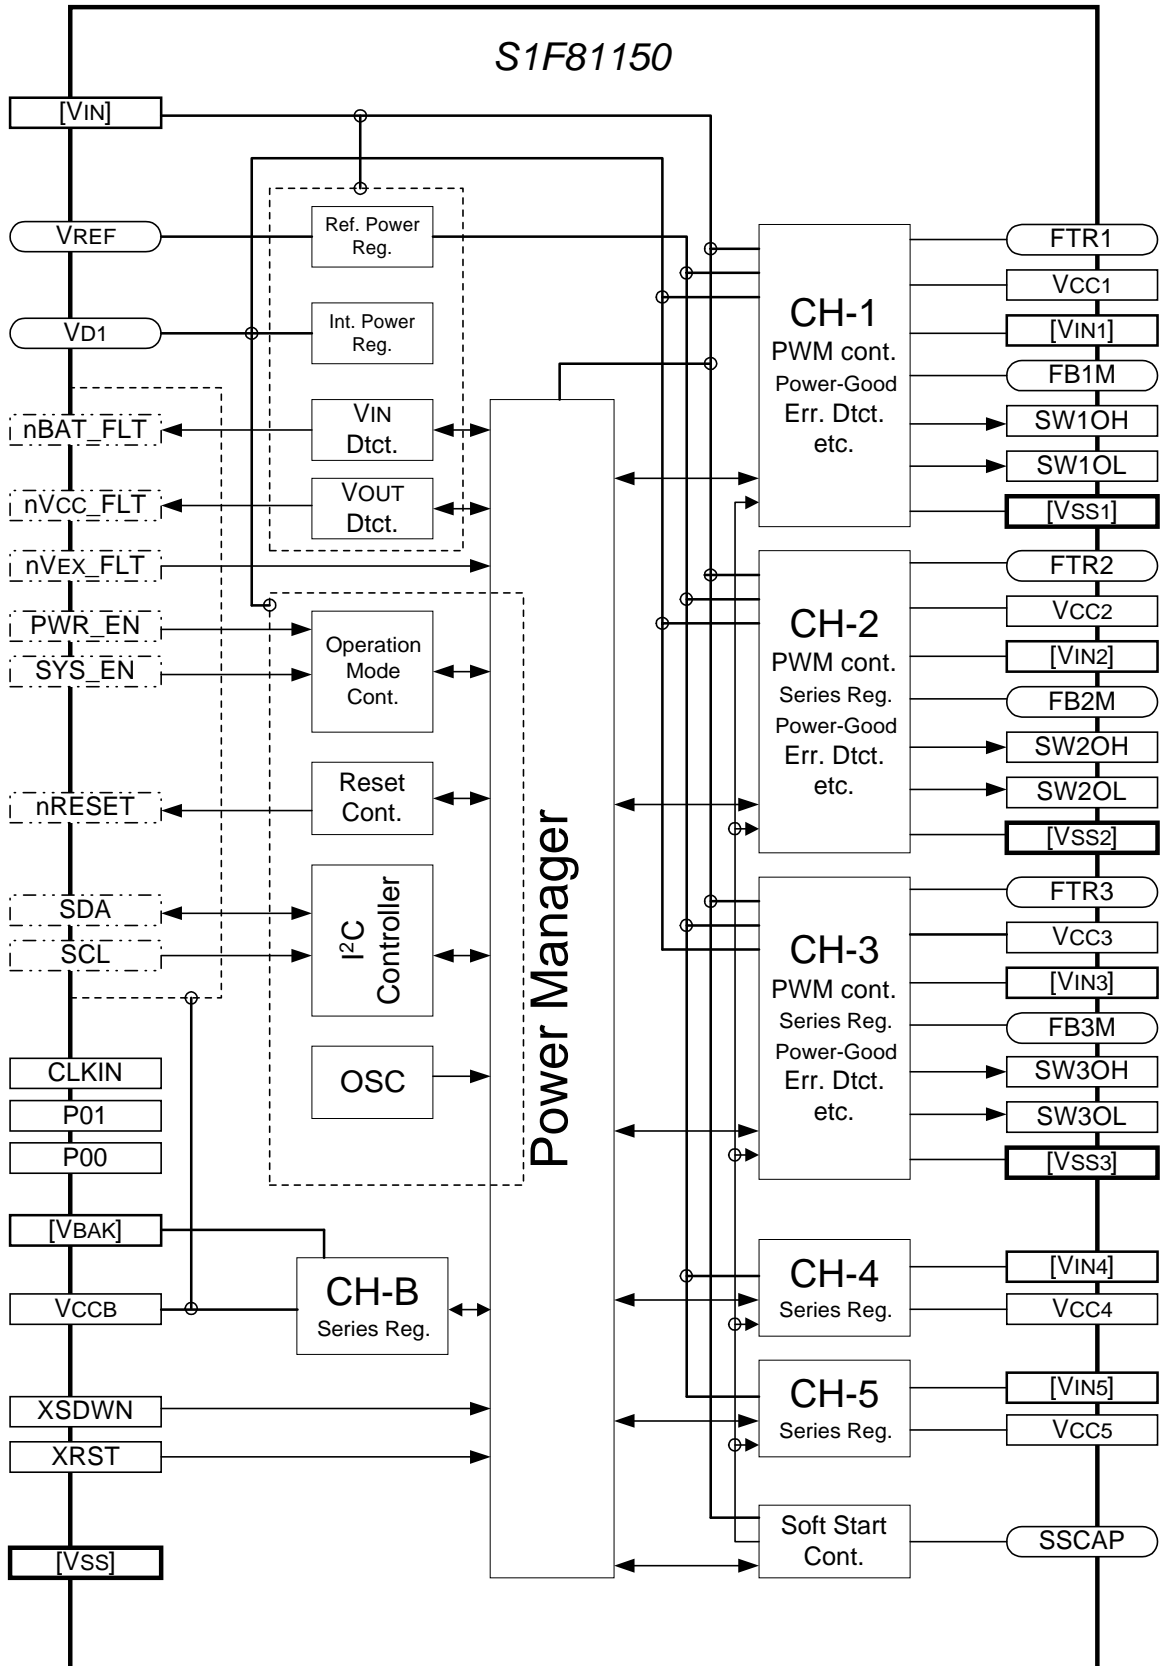 S1F81150
[VIN]
VREF
VD1
nBAT_FLT
nVCC_FLT
nVEX_FLT
PWR_EN
SYS_EN
nRESET
SDA
SCL
CLKIN
P01
P00
[VBAK]
VCCB
XSDWN
XRST
[VSS]
Ref. Power
Reg.
Int. Power
Reg.
VIN
Dtct.
VOUT
Dtct.
Operation
Mode
Cont.
Reset
Cont.
I²C
Controller
OSC
CH-B
Series Reg.
Power Manager
CH-1
PWM cont.
Power-Good
Err. Dtct.
etc.
CH-2
PWM cont.
Series Reg.
Power-Good
Err. Dtct.
etc.
CH-3
PWM cont.
Series Reg.
Power-Good
Err. Dtct.
etc.
CH-4
Series Reg.
CH-5
Series Reg.
Soft Start
Cont.
FTR1
VCC1
[VIN1]
FB1M
SW1OH
SW1OL
[VSS1]
FTR2
VCC2
[VIN2]
FB2M
SW2OH
SW2OL
[VSS2]
FTR3
VCC3
[VIN3]
FB3M
SW3OH
SW3OL
[VSS3]
[VIN4]
VCC4
[VIN5]
VCC5
SSCAP